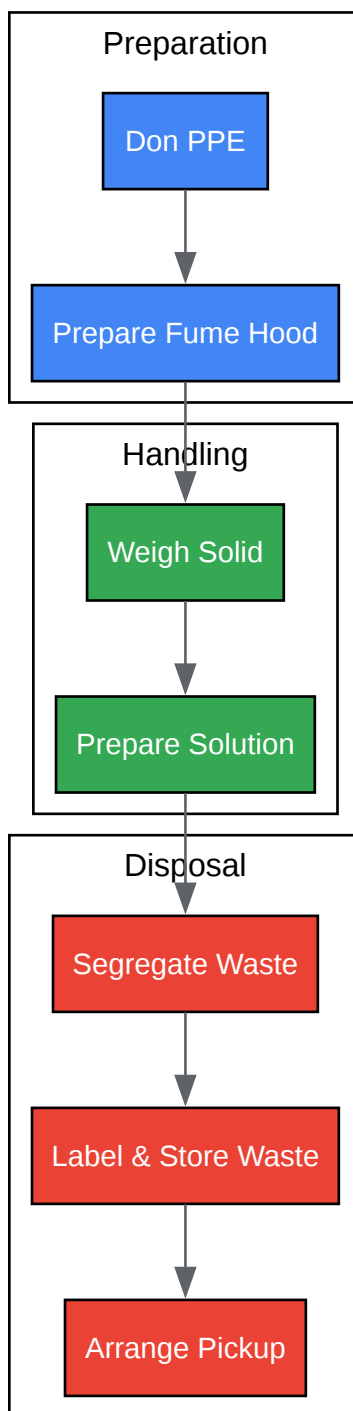 Preparation
Don PPE
Prepare Fume Hood
Handling
Weigh Solid
Prepare Solution
Disposal
Segregate Waste
Label & Store Waste
Arrange Pickup